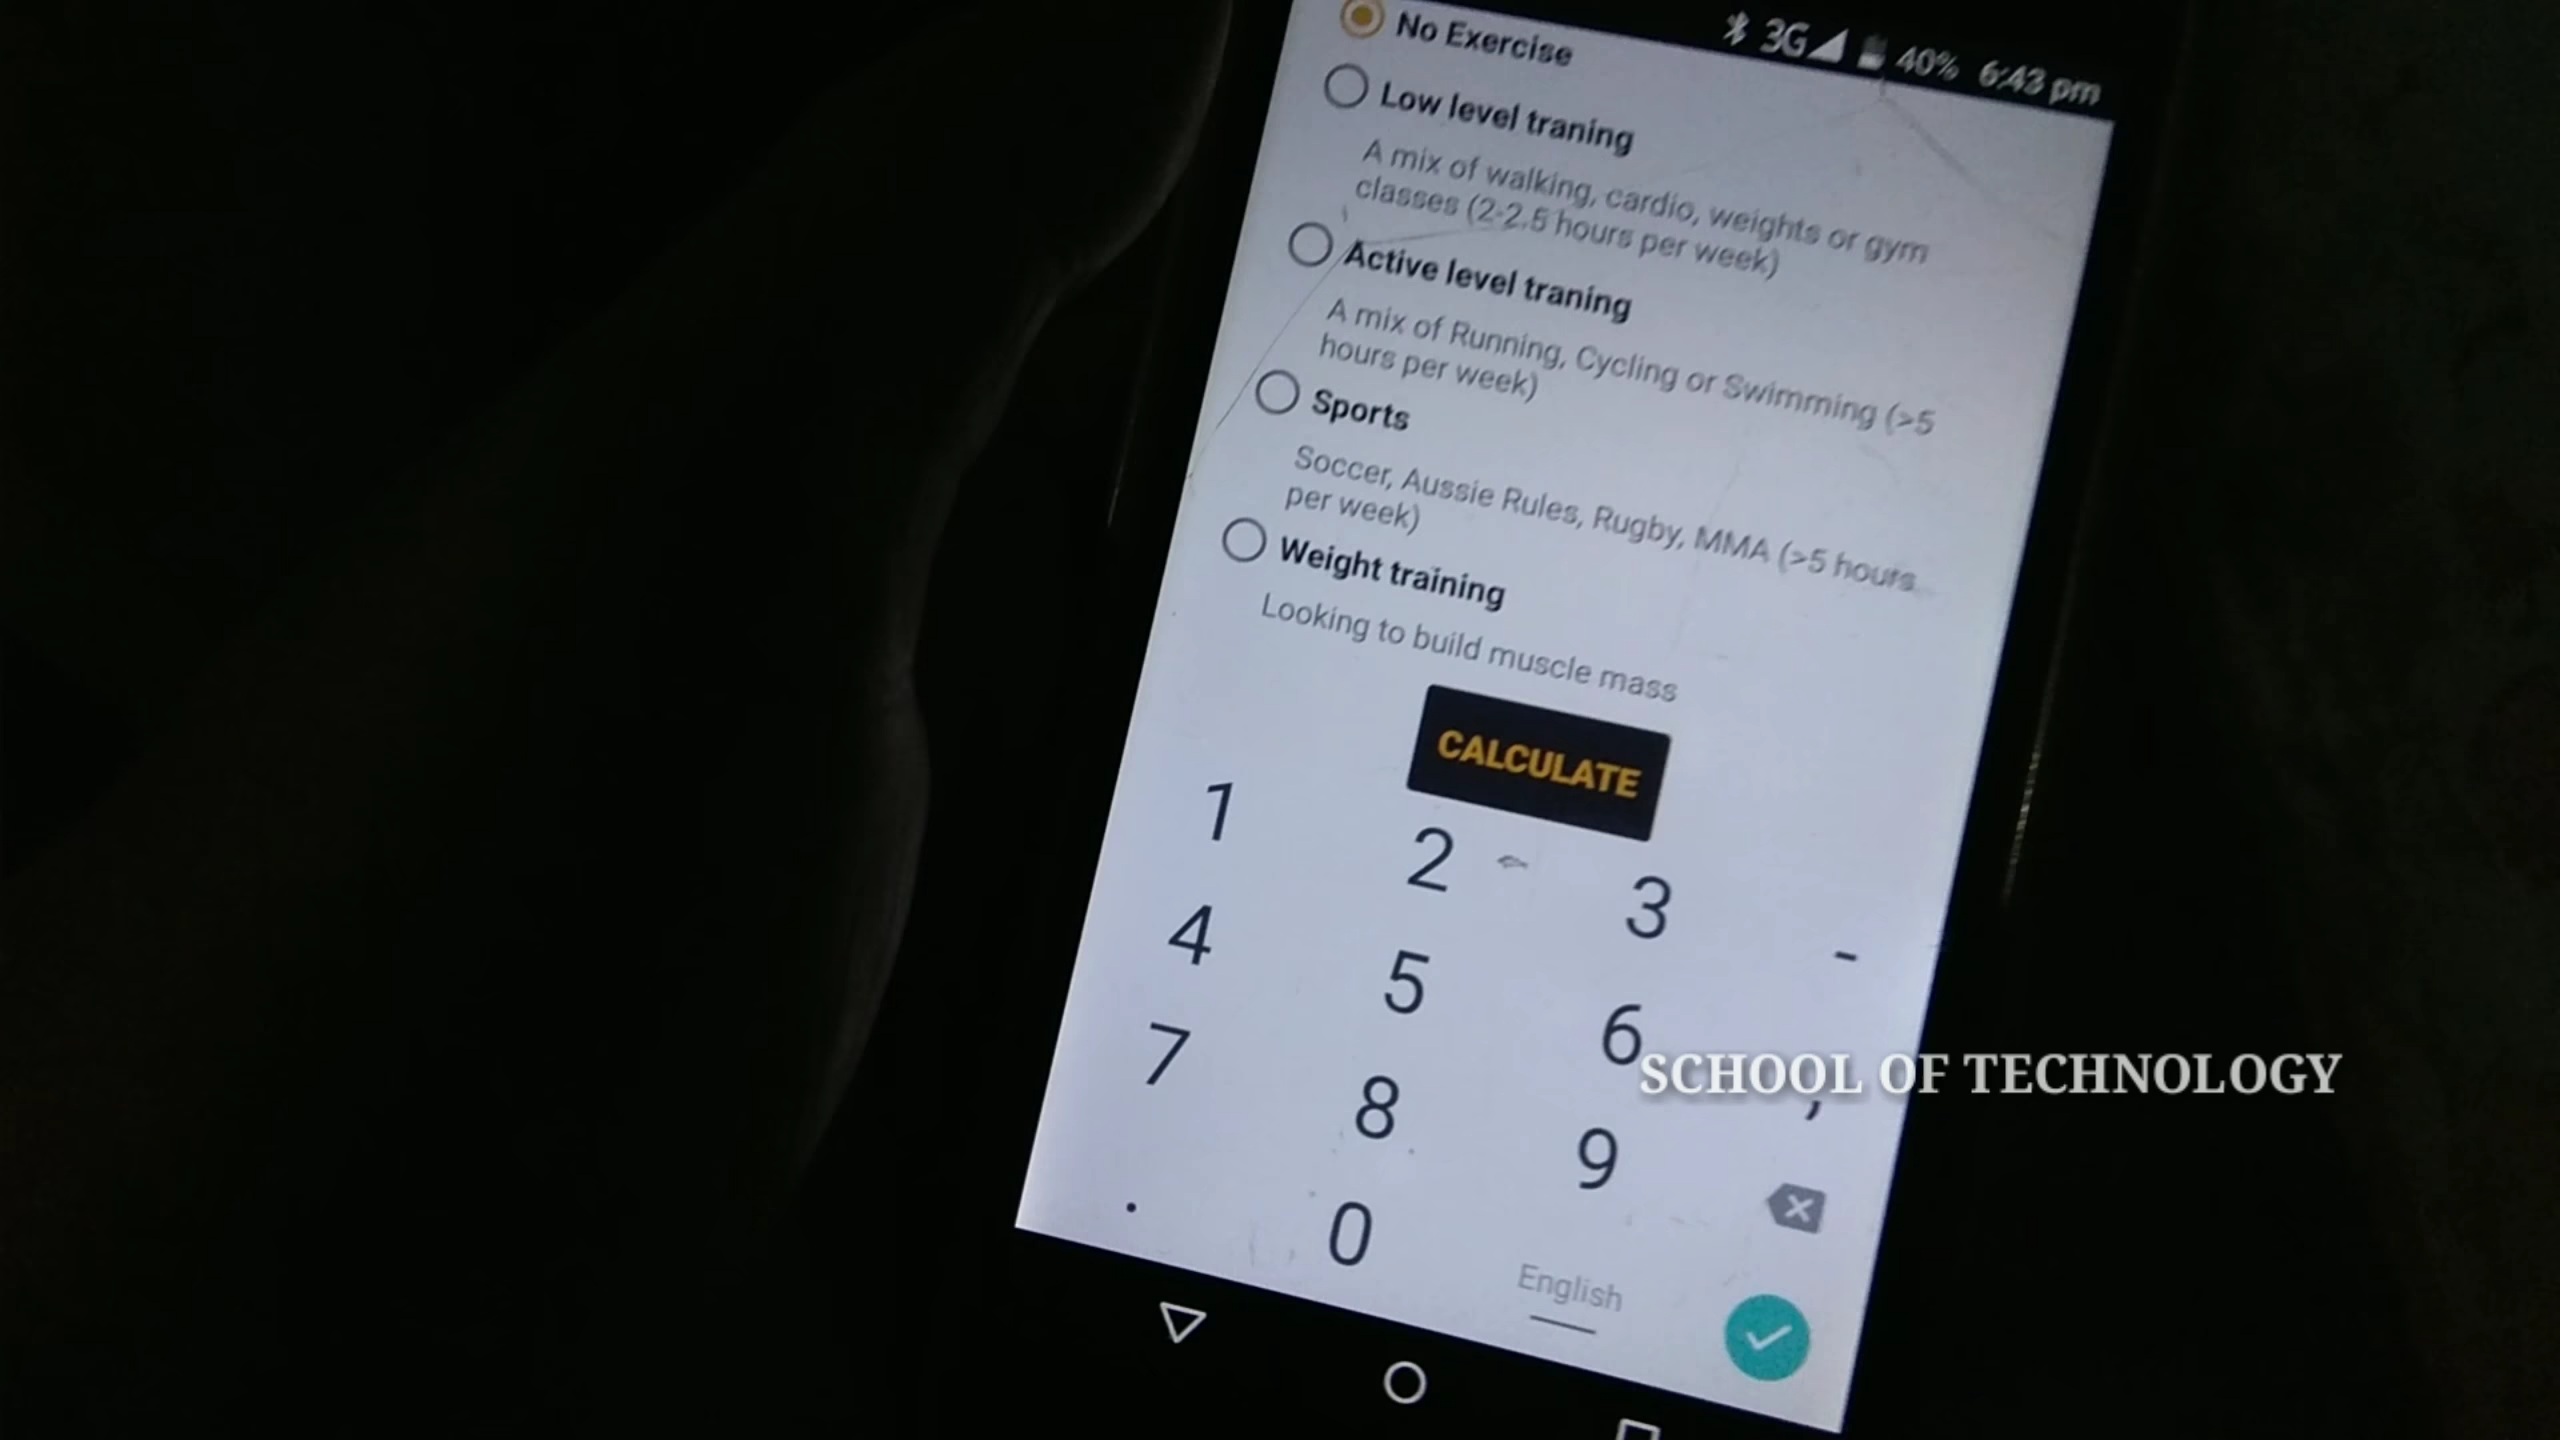 3G 40% 6:43 pm
No Exercise
Low level traning
A mix of walking, cardio, weights or gym
classes (2-2.5 hours per week)
Active level traning
A mix of Running, Cycling or Swimming (>5
hours per week)
Sports
Soccer, Aussie Rules, Rugby, MMA (>5 hours
per week)
Weight training
Looking to build muscle mass
CALCULATE
1 2 3 -
4 5 6 ,
7 8 9
. 0 English
SCHOOL OF TECHNOLOGY